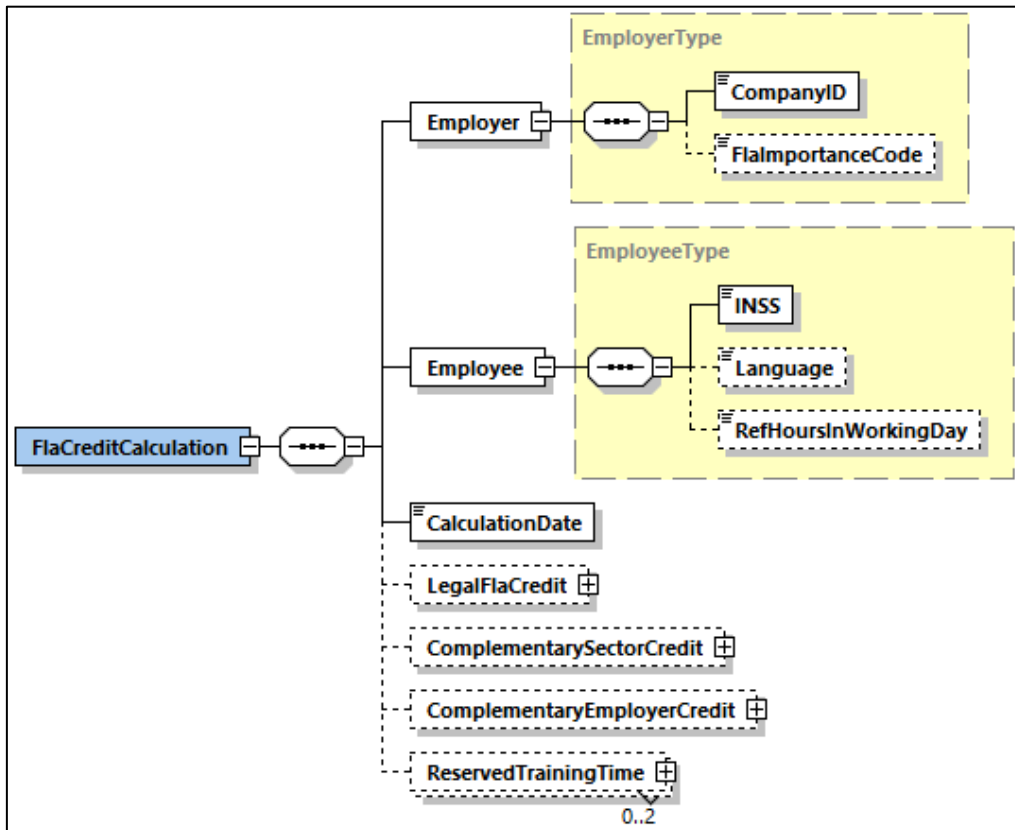 EmployerType
CompanyID
Employer
FlaImportanceCode
EmployeeType
INSS
Employee
Language
RefHoursInWorkingDay
FlaCreditCalculation
CalculationDate
LegalFlaCredit
ComplementarySectorCredit
ComplementaryEmployerCredit
ReservedTrainingTime
0..2